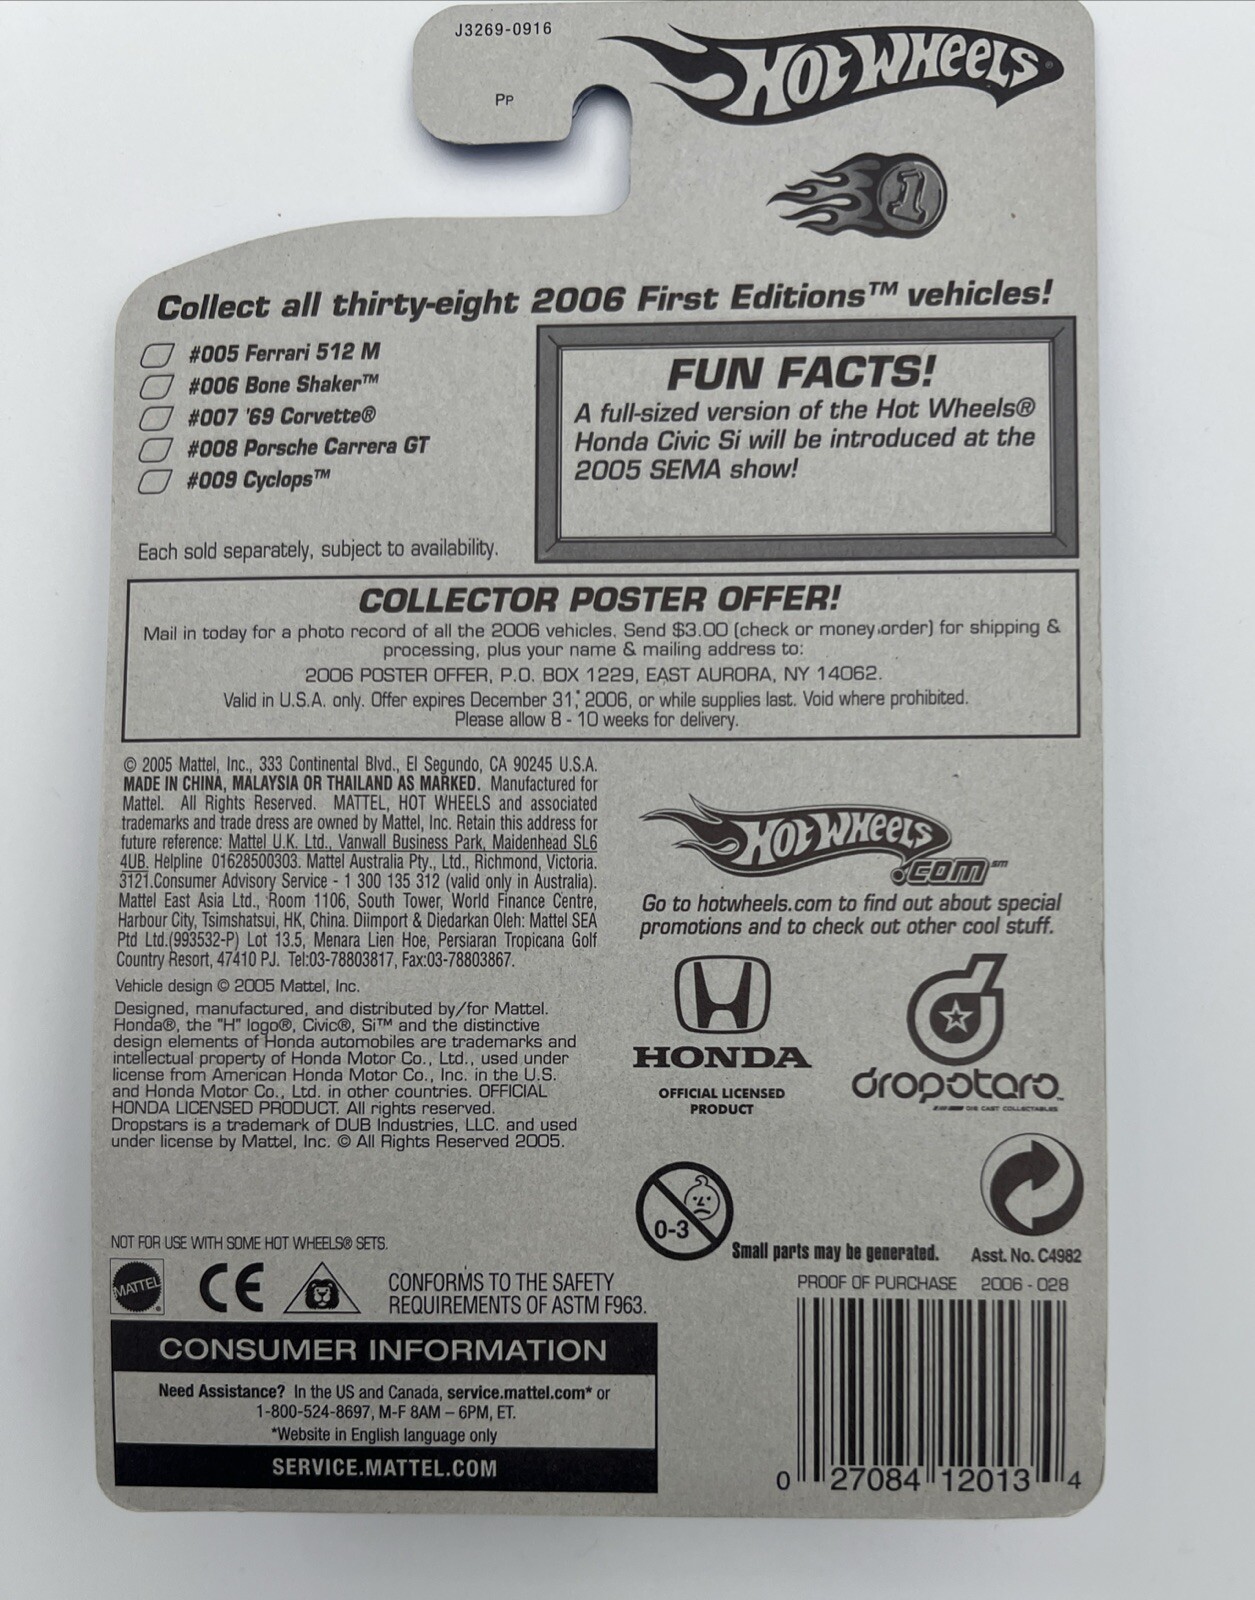 J3269-0916
PP
HOT WHEELS
1
Collect all thirty-eight 2006 First Editions™ vehicles!
#005 Ferrari 512 M
#006 Bone Shaker™
#007 '69 Corvette®
#008 Porsche Carrera GT
#009 Cyclops™
Each sold separately, subject to availability.
FUN FACTS!
A full-sized version of the Hot Wheels®
Honda Civic Si will be introduced at the
2005 SEMA show!
COLLECTOR POSTER OFFER!
Mail in today for a photo record of all the 2006 vehicles. Send $3.00 (check or money order) for shipping &
processing, plus your name & mailing address to:
2006 POSTER OFFER, P.O. BOX 1229, EAST AURORA, NY 14062.
Valid in U.S.A. only. Offer expires December 31, 2006, or while supplies last. Void where prohibited.
Please allow 8 - 10 weeks for delivery.
© 2005 Mattel, Inc., 333 Continental Blvd., El Segundo, CA 90245 U.S.A.
MADE IN CHINA, MALAYSIA OR THAILAND AS MARKED. Manufactured for
Mattel. All Rights Reserved. MATTEL, HOT WHEELS and associated
trademarks and trade dress are owned by Mattel, Inc. Retain this address for
future reference: Mattel U.K. Ltd., Vanwall Business Park, Maidenhead SL6
4UB. Helpline 01628500303. Mattel Australia Pty., Ltd., Richmond, Victoria.
3121.Consumer Advisory Service - 1 300 135 312 (valid only in Australia).
Mattel East Asia Ltd., Room 1106, South Tower, World Finance Centre,
Harbour City, Tsimshatsui, HK, China. Diimport & Diedarkan Oleh: Mattel SEA
Ptd Ltd.(993532-P) Lot 13.5, Menara Lien Hoe, Persiaran Tropicana Golf
Country Resort, 47410 PJ. Tel:03-78803817, Fax:03-78803867.
Vehicle design © 2005 Mattel, Inc.
Designed, manufactured, and distributed by/for Mattel.
Honda®, the "H" logo®, Civic®, Si™ and the distinctive
design elements of Honda automobiles are trademarks and
intellectual property of Honda Motor Co., Ltd., used under
license from American Honda Motor Co., Inc. in the U.S.
and Honda Motor Co., Ltd. in other countries. OFFICIAL
HONDA LICENSED PRODUCT. All rights reserved.
Dropstars is a trademark of DUB Industries, LLC. and used
under license by Mattel, Inc. © All Rights Reserved 2005.
HOT WHEELS
.COM℠
Go to hotwheels.com to find out about special
promotions and to check out other cool stuff.
HONDA
OFFICIAL LICENSED
PRODUCT
dropstars™
DIE CAST COLLECTABLES
0-3
Small parts may be generated.
Asst. No. C4982
NOT FOR USE WITH SOME HOT WHEELS® SETS.
MATTEL®
CE
CONFORMS TO THE SAFETY
REQUIREMENTS OF ASTM F963.
PROOF OF PURCHASE 2006 - 028
CONSUMER INFORMATION
Need Assistance? In the US and Canada, service.mattel.com* or
1-800-524-8697, M-F 8AM – 6PM, ET.
*Website in English language only
SERVICE.MATTEL.COM
0 27084 12013 4